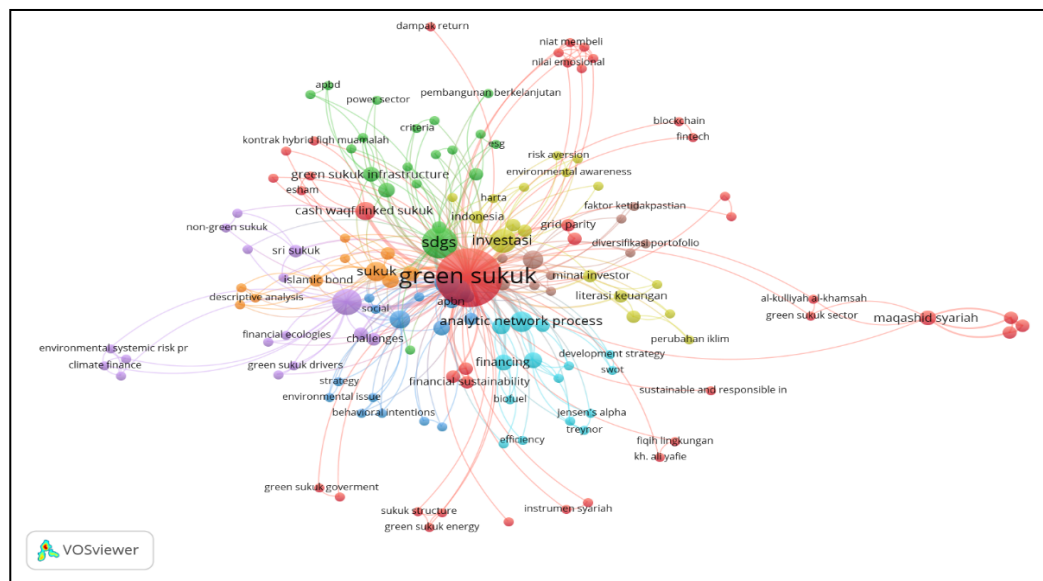 dampak return
niat membeli
nilai emosional
apbd
power sector
pembangunan berkelanjutan
criteria
blockchain
fintech
kontrak hybrid fiqh muamalah
esg
risk aversion
green sukuk infrastructure
environmental awareness
esham
harta
cash waqf linked sukuk
indonesia
faktor ketidakpastian
non-green sukuk
grid parity
sdgs
investasi
sri sukuk
diversifikasi portofolio
sukuk
green sukuk
minat investor
islamic bond
descriptive analysis
literasi keuangan
al-kulliyah al-khamsah
social
apbn
green sukuk sector
maqashid syariah
analytic network process
financial ecologies
challenges
perubahan iklim
environmental systemic risk pr
climate finance
green sukuk drivers
financing
development strategy
swot
strategy
financial sustainability
sustainable and responsible in
environmental issue
biofuel
behavioral intentions
jensen's alpha
treynor
efficiency
fiqih lingkungan
kh. ali yafie
green sukuk goverment
sukuk structure
instrumen syariah
green sukuk energy
VOSviewer